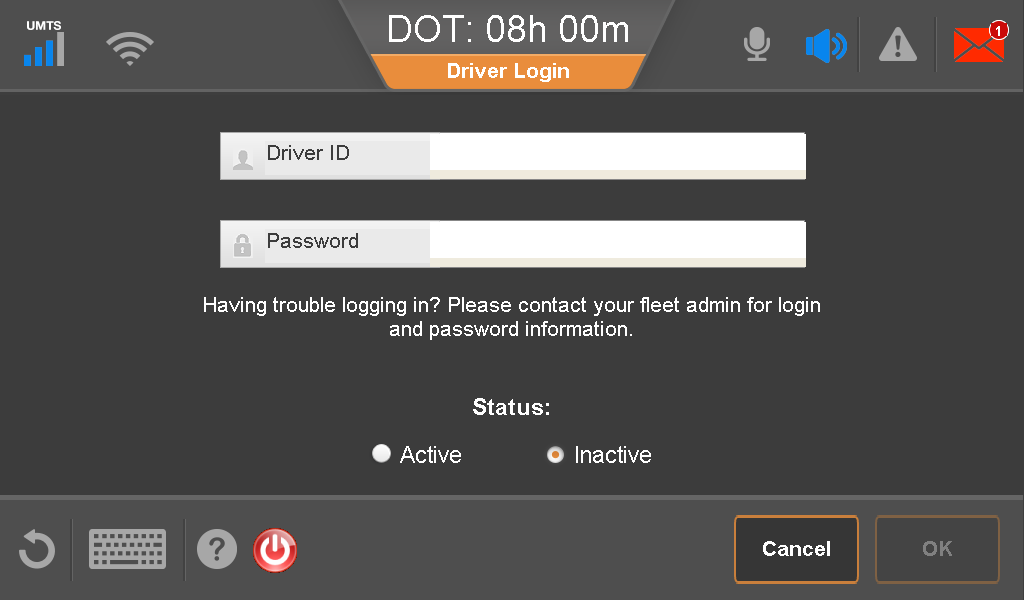 UMTS
DOT: 08h 00m
1
Driver Login
Driver ID
Password
Having trouble logging in? Please contact your fleet admin for login
and password information.
Status:
Active
Inactive
?
Cancel
OK